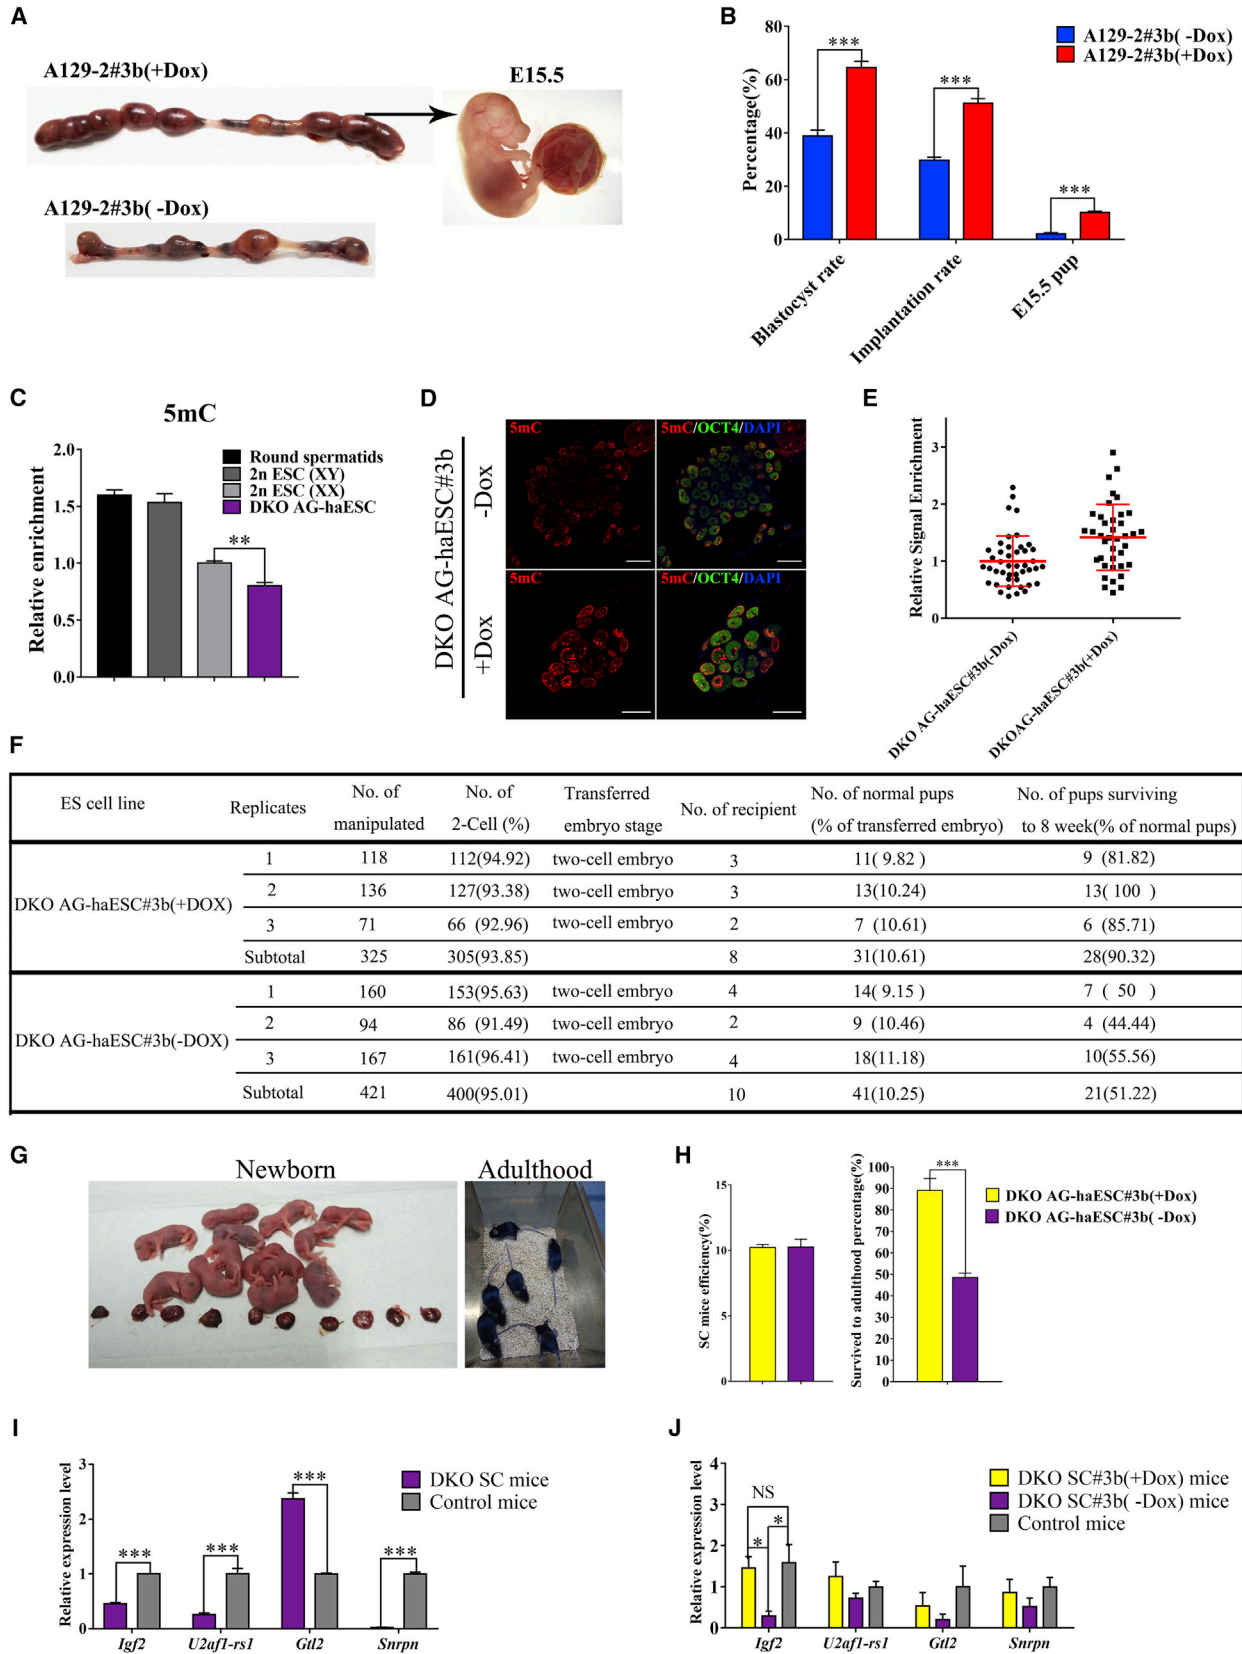 A
A129-2#3b(+Dox)
E15.5
A129-2#3b( -Dox)
B
80
60
40
20
0
Percentage(%)
***
***
***
A129-2#3b( -Dox)
A129-2#3b(+Dox)
Blastocyst rate
Implantation rate
E15.5 pup
C
5mC
2.0
1.5
1.0
0.5
0.0
Relative enrichment
**
Round spermatids
2n ESC (XY)
2n ESC (XX)
DKO AG-haESC
D
DKO AG-haESC#3b
-Dox
+Dox
5mC
5mC/OCT4/DAPI
5mC
5mC/OCT4/DAPI
E
Relative Signal Enrichment
3
2
1
0
DKO AG-haESC#3b(-Dox)
DKOAG-haESC#3b(+Dox)
F
ES cell line Replicates No. of manipulated No. of 2-Cell (%) Transferred embryo stage No. of recipient No. of normal pups (% of transferred embryo) No. of pups surviving to 8 week(% of normal pups)
DKO AG-haESC#3b(+DOX)
1 118 112(94.92) two-cell embryo 3 11( 9.82 ) 9 (81.82)
2 136 127(93.38) two-cell embryo 3 13(10.24) 13( 100 )
3 71 66 (92.96) two-cell embryo 2 7 (10.61) 6 (85.71)
Subtotal 325 305(93.85) 8 31(10.61) 28(90.32)
DKO AG-haESC#3b(-DOX)
1 160 153(95.63) two-cell embryo 4 14( 9.15 ) 7 ( 50 )
2 94 86 (91.49) two-cell embryo 2 9 (10.46) 4 (44.44)
3 167 161(96.41) two-cell embryo 4 18(11.18) 10(55.56)
Subtotal 421 400(95.01) 10 41(10.25) 21(51.22)
G
Newborn
Adulthood
H
SC mice efficiency(%)
15
10
5
0
Survived to adulthood percentage(%)
100
90
80
70
60
50
40
30
20
10
0
***
DKO AG-haESC#3b(+Dox)
DKO AG-haESC#3b( -Dox)
I
Relative expression level
3
2
1
0
***
***
***
***
DKO SC mice
Control mice
Igf2
U2af1-rs1
Gtl2
Snrpn
J
Relative expression level
4
3
2
1
0
NS
*
*
DKO SC#3b(+Dox) mice
DKO SC#3b( -Dox) mice
Control mice
Igf2
U2af1-rs1
Gtl2
Snrpn